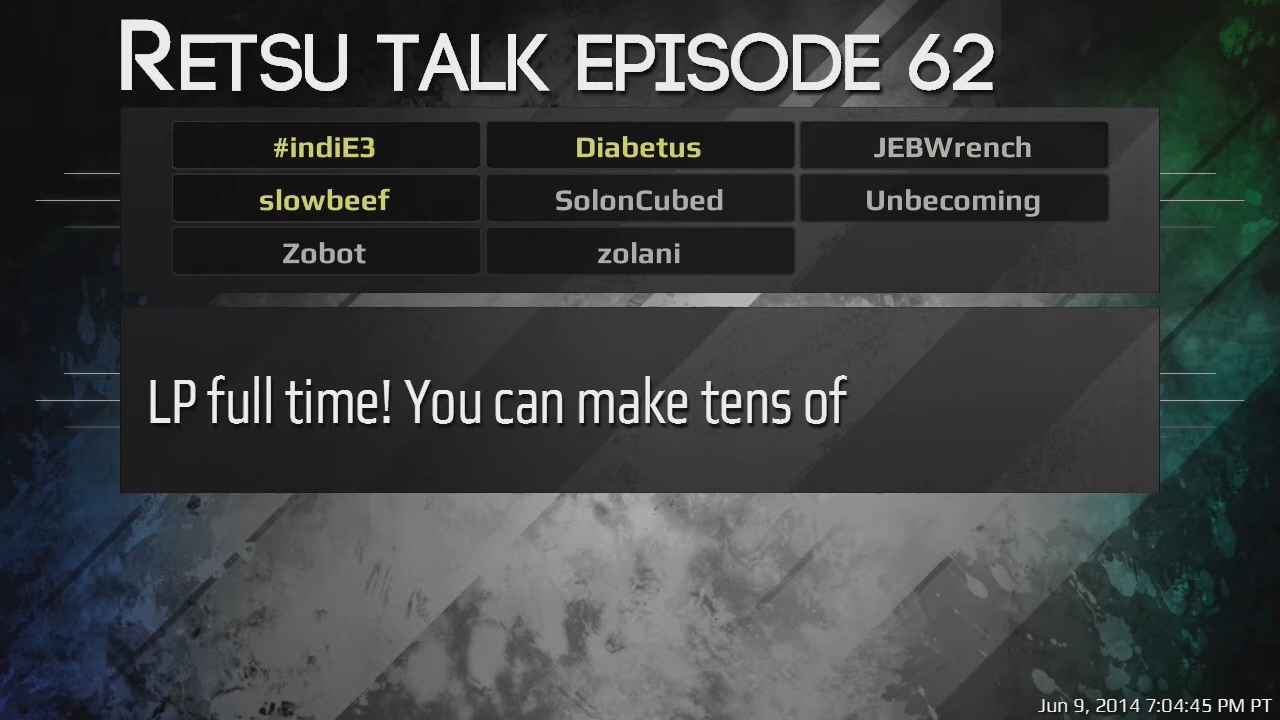 Retsu talk episode 62
#indiE3 Diabetus JEBWrench
slowbeef SolonCubed Unbecoming
Zobot zolani
LP full time! You can make tens of
Jun 9, 2014 7:04:45 PM PT